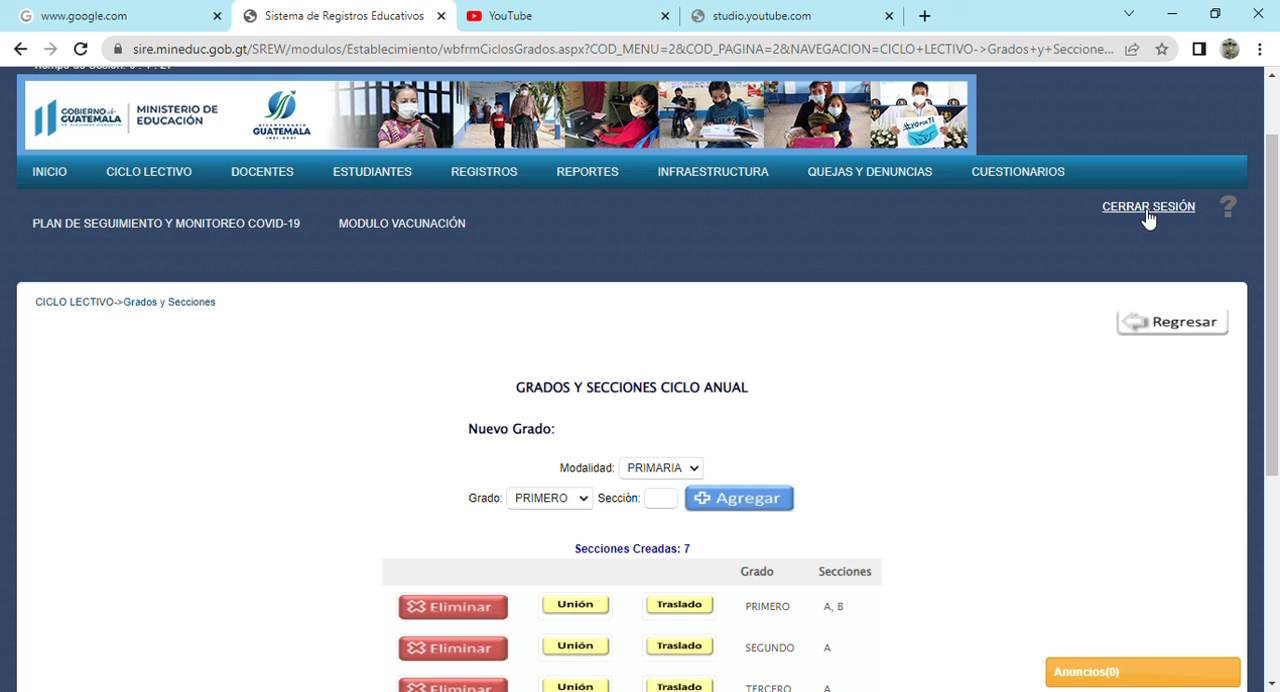 www.google.com
Sistema de Registros Educativos
YouTube
studio.youtube.com
sire.mineduc.gob.gt/SREW/modulos/Establecimiento/wbfrmCiclosGrados.aspx?COD_MENU=2&COD_PAGINA=2&NAVEGACION=CICLO+LECTIVO->Grados+y+Seccione...
GOBIERNO de GUATEMALA
MINISTERIO DE EDUCACIÓN
BICENTENARIO
GUATEMALA
INICIO CICLO LECTIVO DOCENTES ESTUDIANTES REGISTROS REPORTES INFRAESTRUCTURA QUEJAS Y DENUNCIAS CUESTIONARIOS
CERRAR SESIÓN ?
PLAN DE SEGUIMIENTO Y MONITOREO COVID-19 MODULO VACUNACIÓN
CICLO LECTIVO->Grados y Secciones
Regresar
GRADOS Y SECCIONES CICLO ANUAL
Nuevo Grado:
Modalidad: PRIMARIA
Grado: PRIMERO Sección: Agregar
Secciones Creadas: 7
Grado Secciones
Eliminar Unión Traslado PRIMERO A, B
Eliminar Unión Traslado SEGUNDO A
Eliminar Unión Traslado TERCERO A
Anuncios(0)